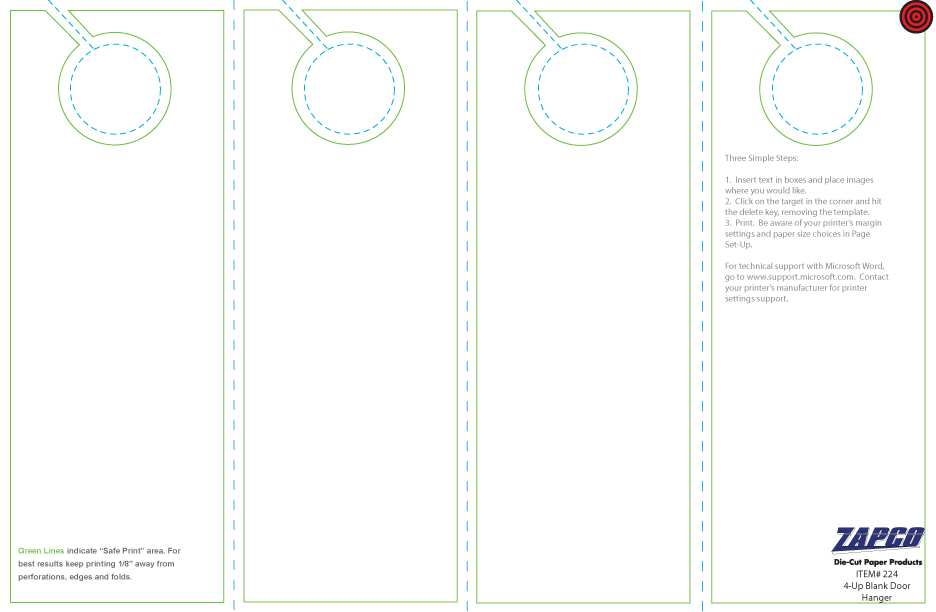 Three Simple Steps:
1. Insert text in boxes and place images
where you would like.
2. Click on the target in the corner and hit
the delete key, removing the template.
3. Print. Be aware of your printer's margin
settings and paper size choices in Page
Set-Up.
For technical support with Microsoft Word,
go to www.support.microsoft.com. Contact
your printer's manufacturer for printer
settings support.
Green Lines indicate “Safe Print” area. For
best results keep printing 1/8" away from
perforations, edges and folds.
ZAPCO
Die-Cut Paper Products
ITEM# 224
4-Up Blank Door
Hanger